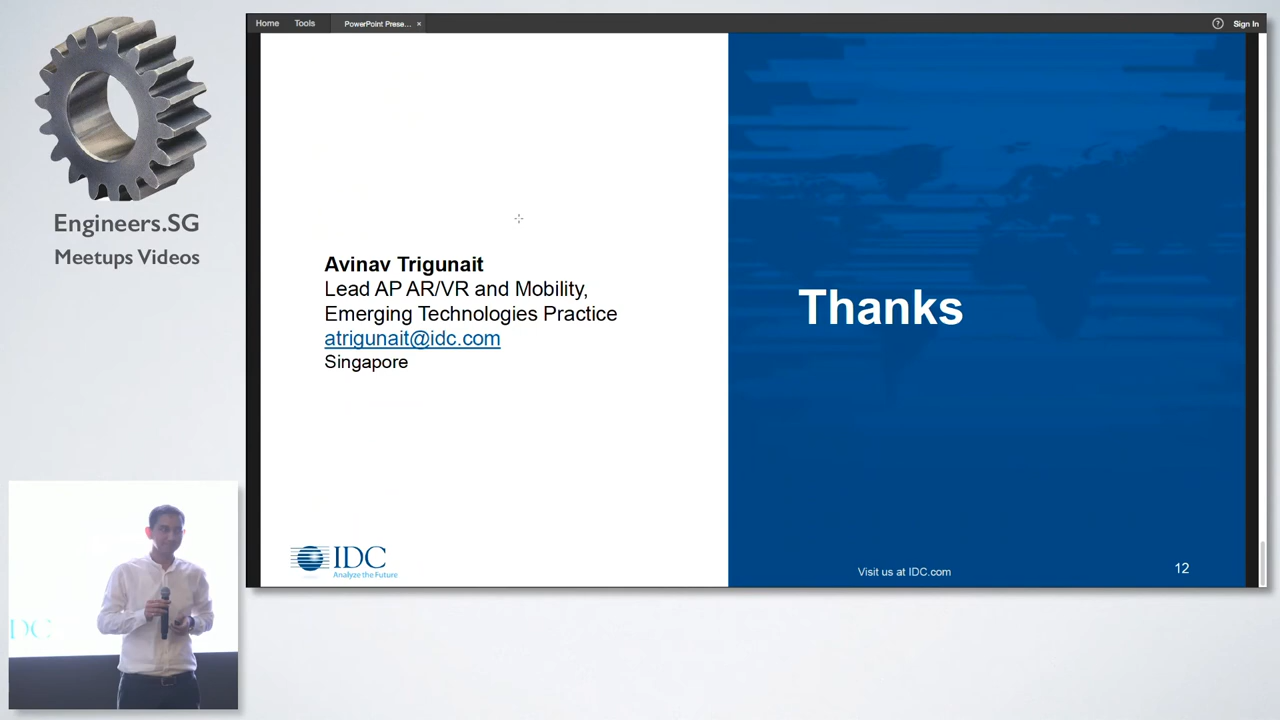 Home Tools PowerPoint Prese... × ? Sign In
Engineers.SG
Meetups Videos
Avinav Trigunait
Lead AP AR/VR and Mobility,
Emerging Technologies Practice
atrigunait@idc.com
Singapore
Thanks
IDC
Analyze the Future
Visit us at IDC.com
12
DC